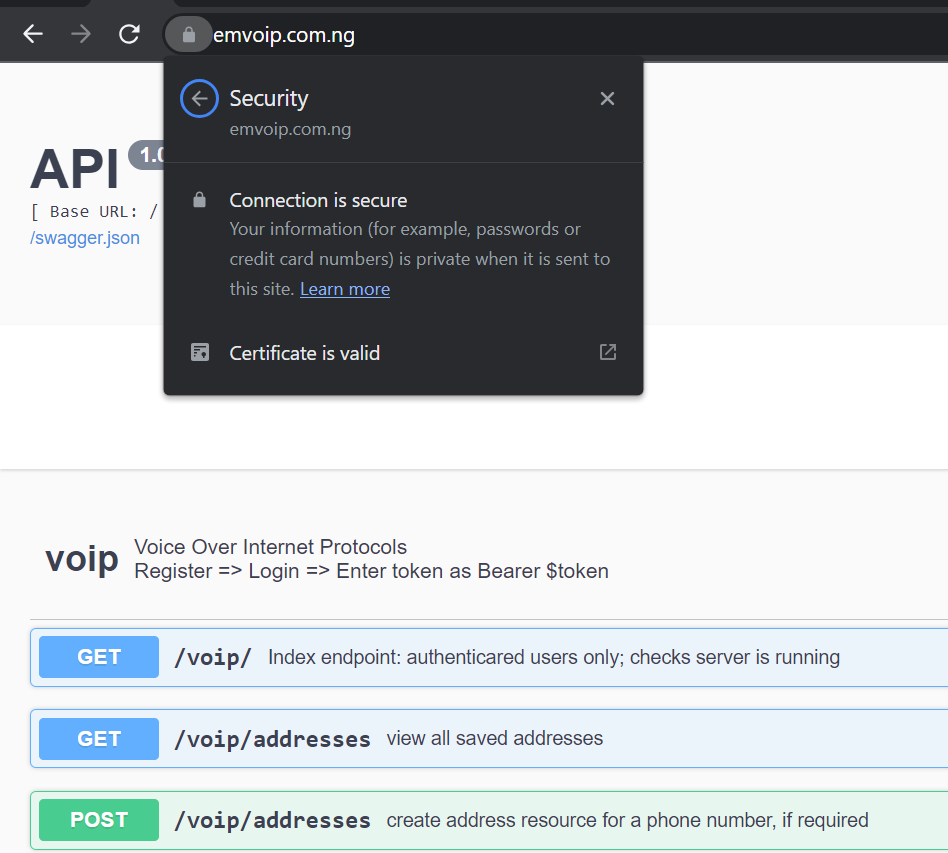 emvoip.com.ng
Security
emvoip.com.ng
API
[ Base URL: /
/swagger.json
Connection is secure
Your information (for example, passwords or
credit card numbers) is private when it is sent to
this site. Learn more
Certificate is valid
voip
Voice Over Internet Protocols
Register => Login => Enter token as Bearer $token
GET /voip/ Index endpoint: authenticared users only; checks server is running
GET /voip/addresses view all saved addresses
POST /voip/addresses create address resource for a phone number, if required